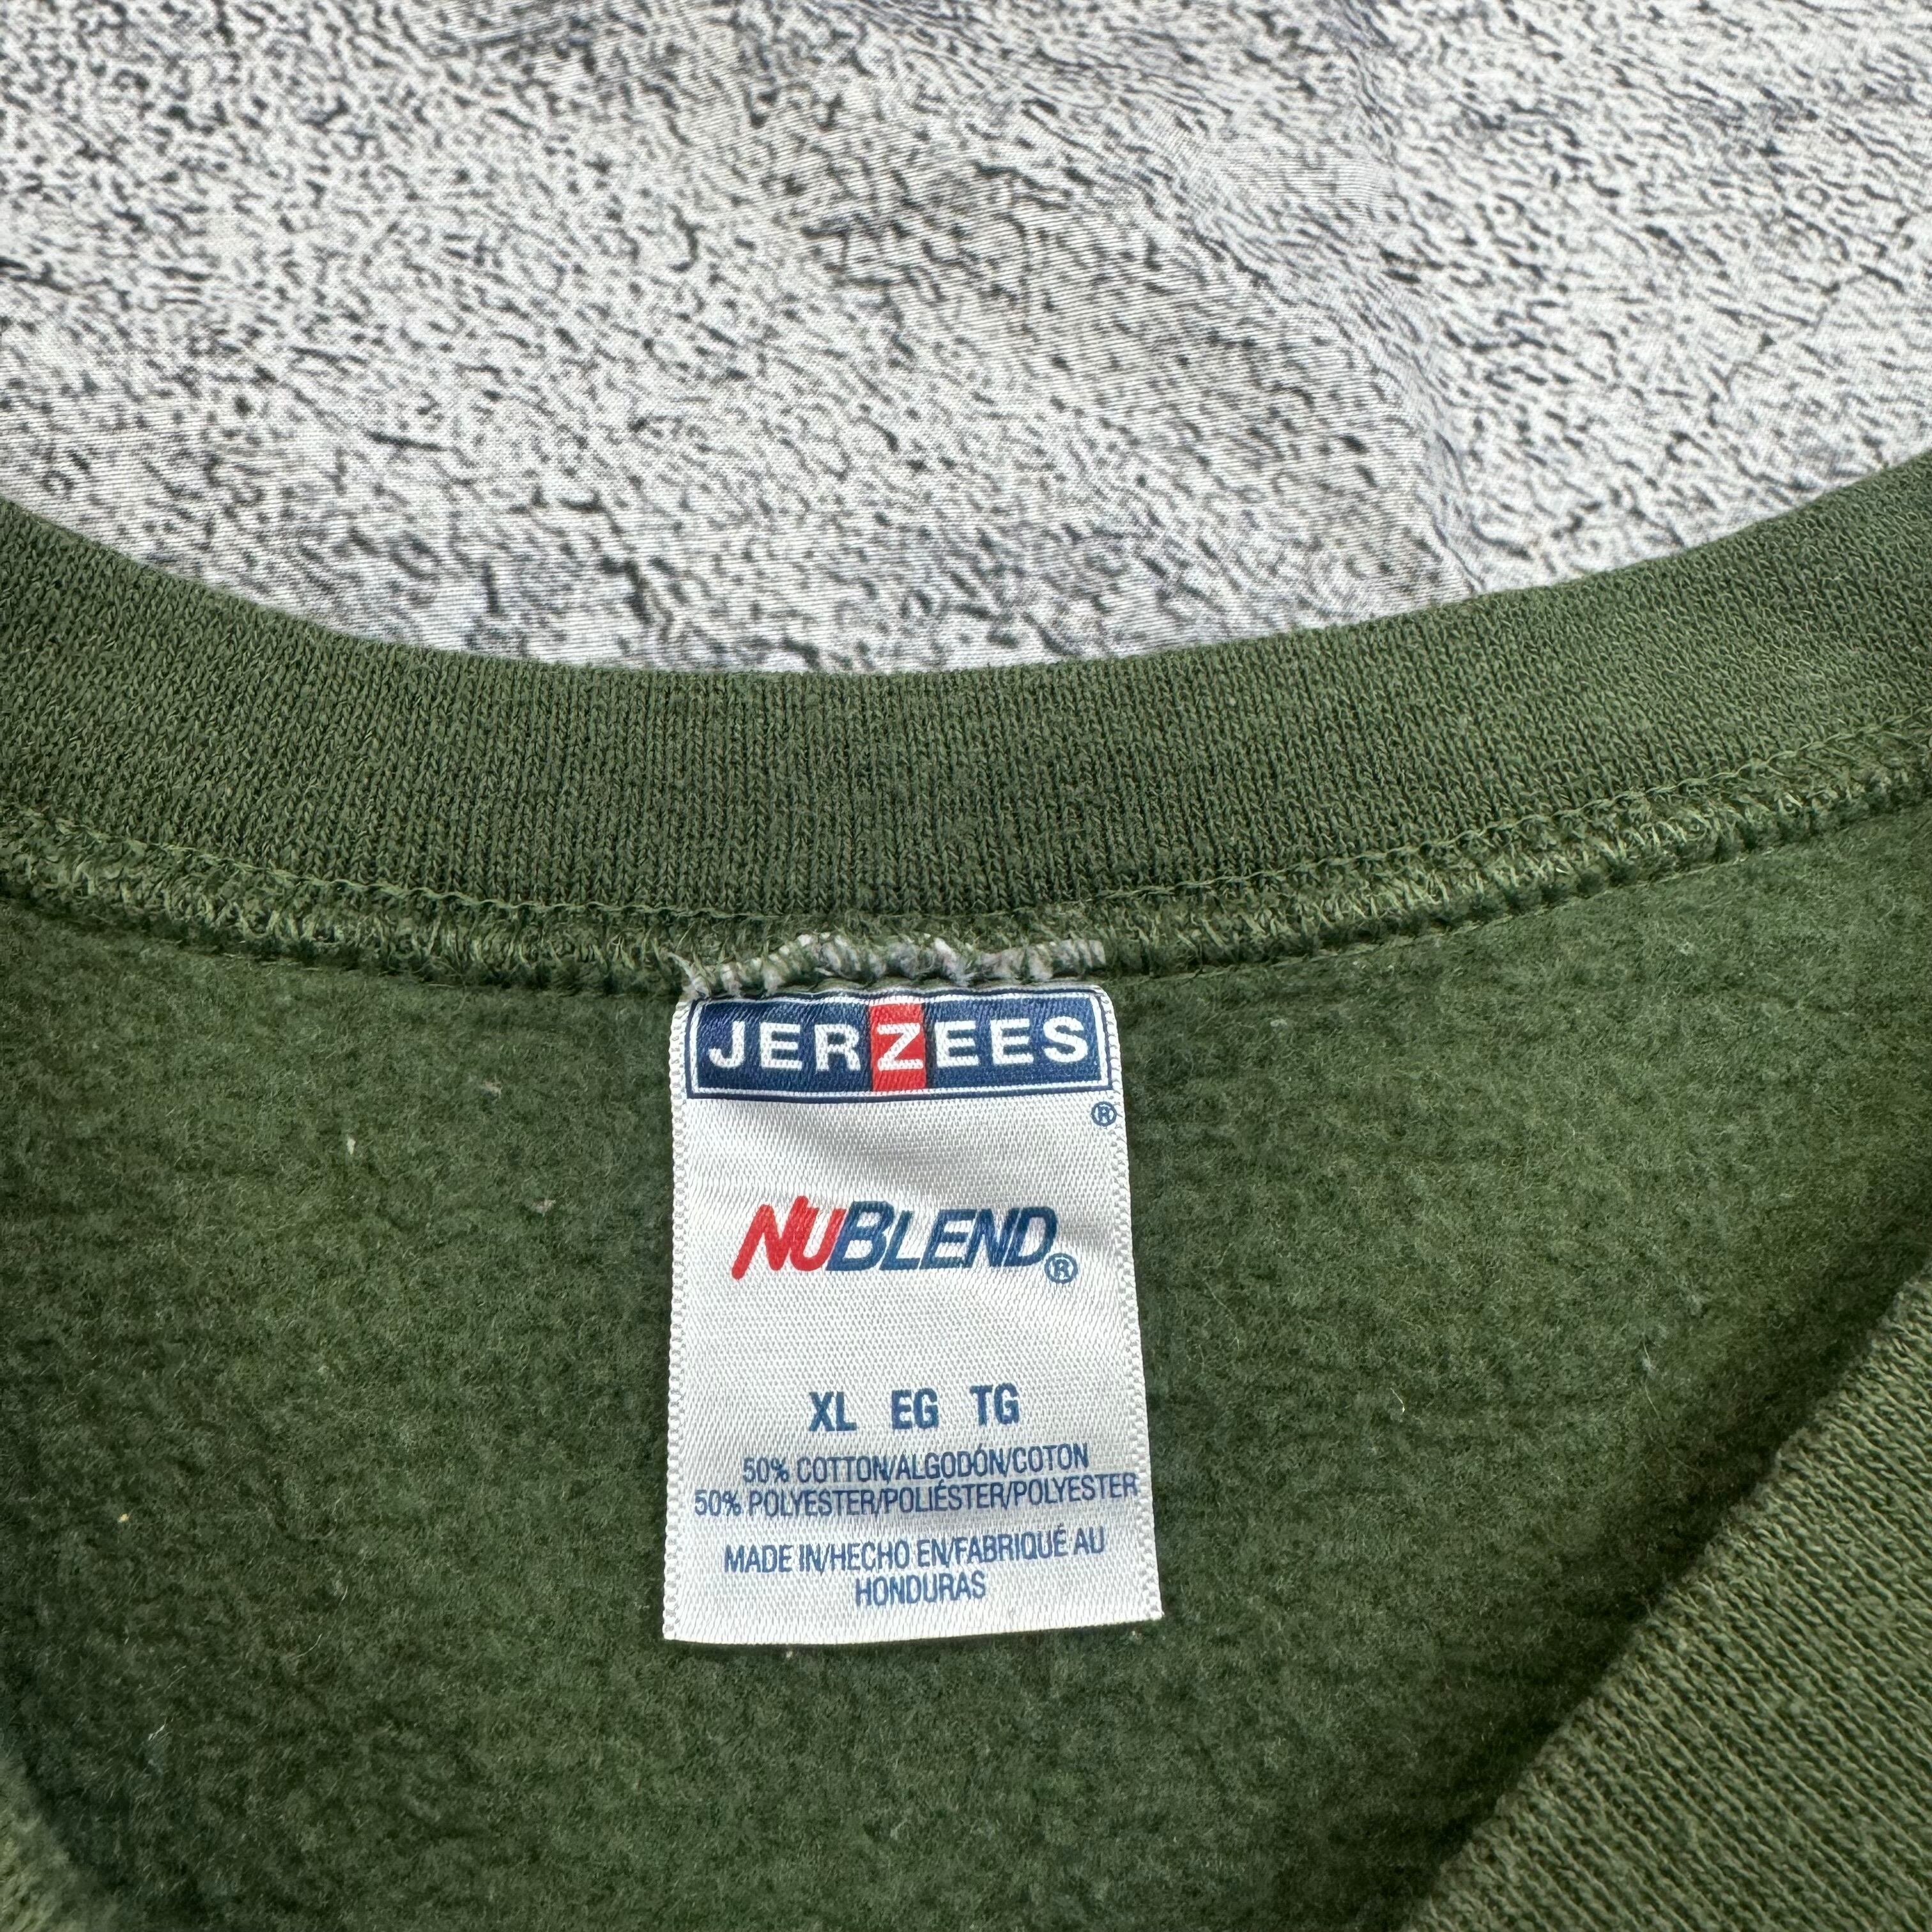 JERZEES
®
NUBLEND®
XL EG TG
50% COTTON/ALGODÓN/COTON
50% POLYESTER/POLIÉSTER/POLYESTER
MADE IN/HECHO EN/FABRIQUÉ AU
HONDURAS